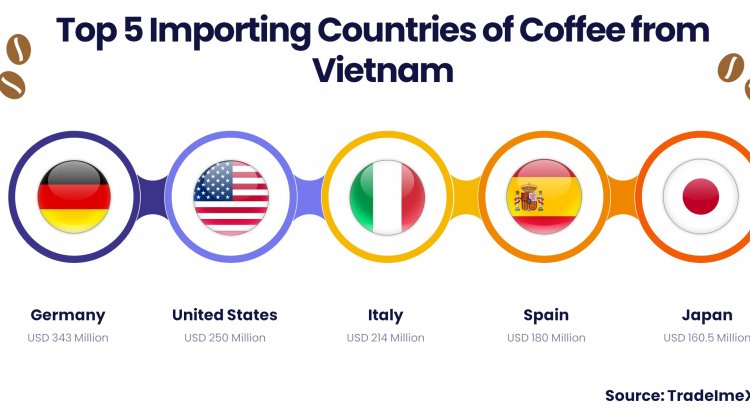 Top 5 Importing Countries of Coffee from
Vietnam
Germany
USD 343 Million
United States
USD 250 Million
Italy
USD 214 Million
Spain
USD 180 Million
Japan
USD 160.5 Million
Source: TradeImeX